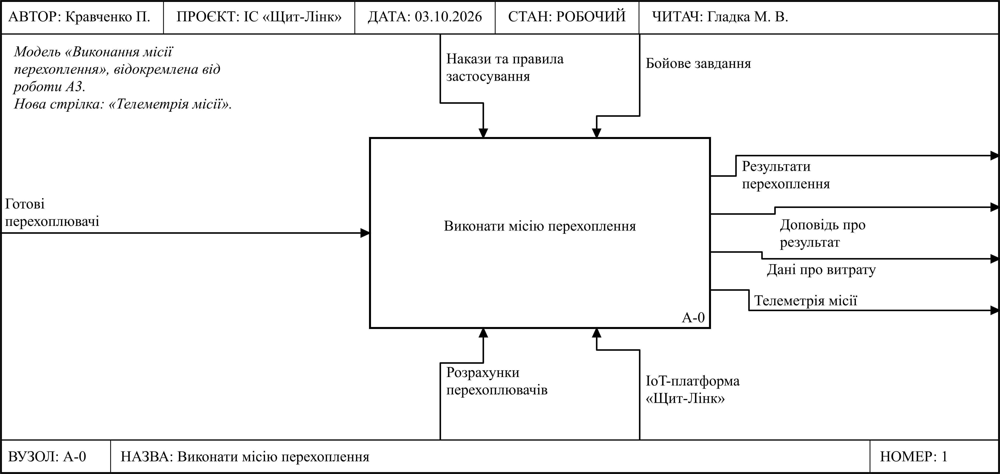 АВТОР: Кравченко П.
ПРОЄКТ: ІС «Щит-Лінк»
ДАТА: 03.10.2026
СТАН: РОБОЧИЙ
ЧИТАЧ: Гладка М. В.
Модель «Виконання місії
перехоплення», відокремлена від
роботи А3.
Нова стрілка: «Телеметрія місії».
Накази та правила
застосування
Бойове завдання
Готові
перехоплювачі
Виконати місію перехоплення
А-0
Результати
перехоплення
Доповідь про
результат
Дані про витрату
Телеметрія місії
Розрахунки
перехоплювачів
ІоТ-платформа
«Щит-Лінк»
ВУЗОЛ: А-0
НАЗВА: Виконати місію перехоплення
НОМЕР: 1